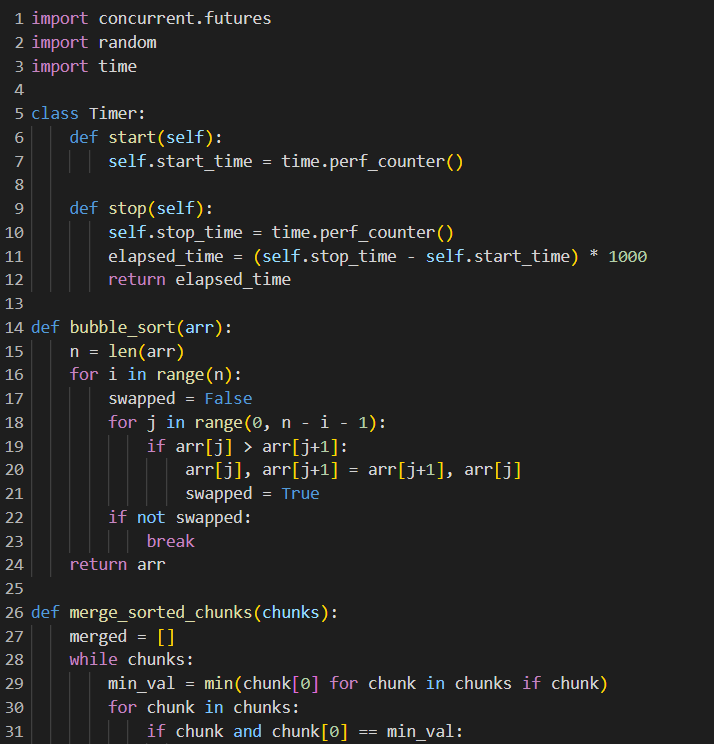 1 import concurrent.futures
2 import random
3 import time
4
5 class Timer:
6     def start(self):
7         self.start_time = time.perf_counter()
8
9     def stop(self):
10         self.stop_time = time.perf_counter()
11         elapsed_time = (self.stop_time - self.start_time) * 1000
12         return elapsed_time
13
14 def bubble_sort(arr):
15     n = len(arr)
16     for i in range(n):
17         swapped = False
18         for j in range(0, n - i - 1):
19             if arr[j] > arr[j+1]:
20                 arr[j], arr[j+1] = arr[j+1], arr[j]
21                 swapped = True
22         if not swapped:
23             break
24     return arr
25
26 def merge_sorted_chunks(chunks):
27     merged = []
28     while chunks:
29         min_val = min(chunk[0] for chunk in chunks if chunk)
30         for chunk in chunks:
31             if chunk and chunk[0] == min_val: